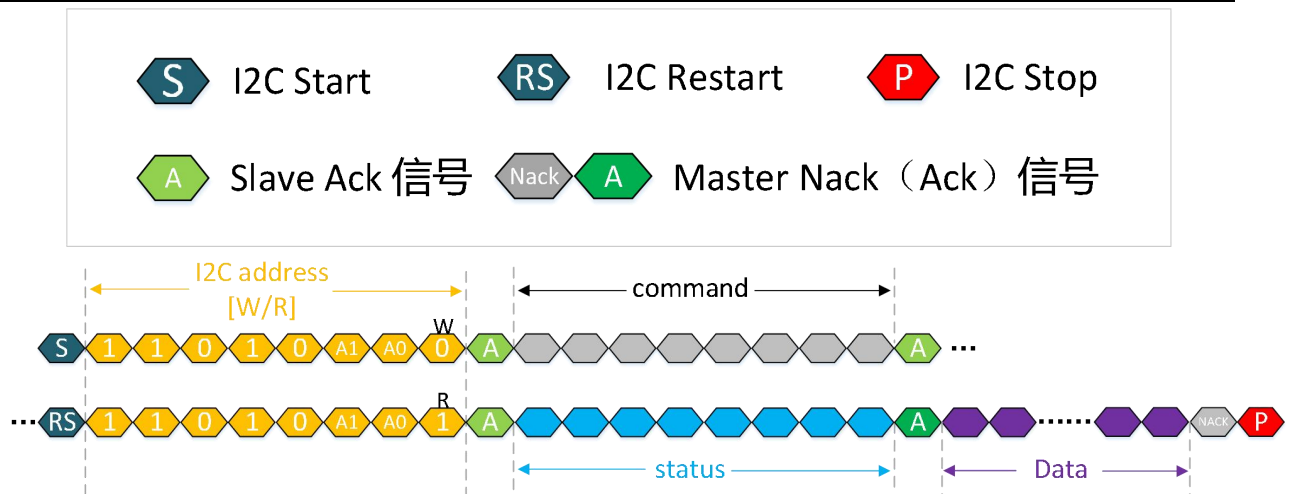 S I2C Start RS I2C Restart P I2C Stop
A Slave Ack 信号 Nack A Master Nack（Ack）信号
I2C address
[W/R]
command
W
S 1 1 0 1 0 A1 A0 0 A A ···
R
···RS 1 1 0 1 0 A1 A0 1 A A ······ NACK P
status Data